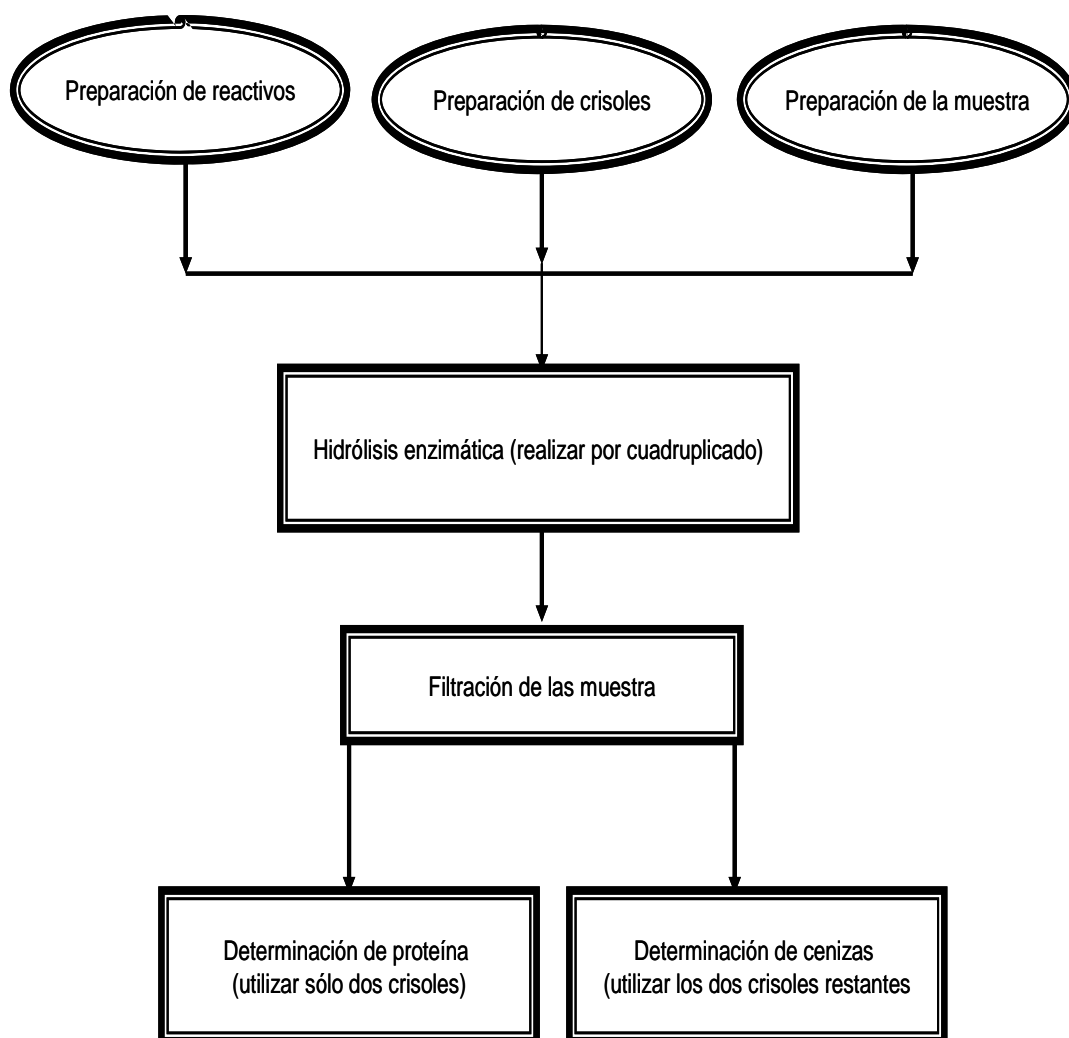 Preparación de reactivos
Preparación de crisoles
Preparación de la muestra
Hidrólisis enzimática (realizar por cuadruplicado)
Filtración de las muestra
Determinación de proteína
(utilizar sólo dos crisoles)
Determinación de cenizas
(utilizar los dos crisoles restantes